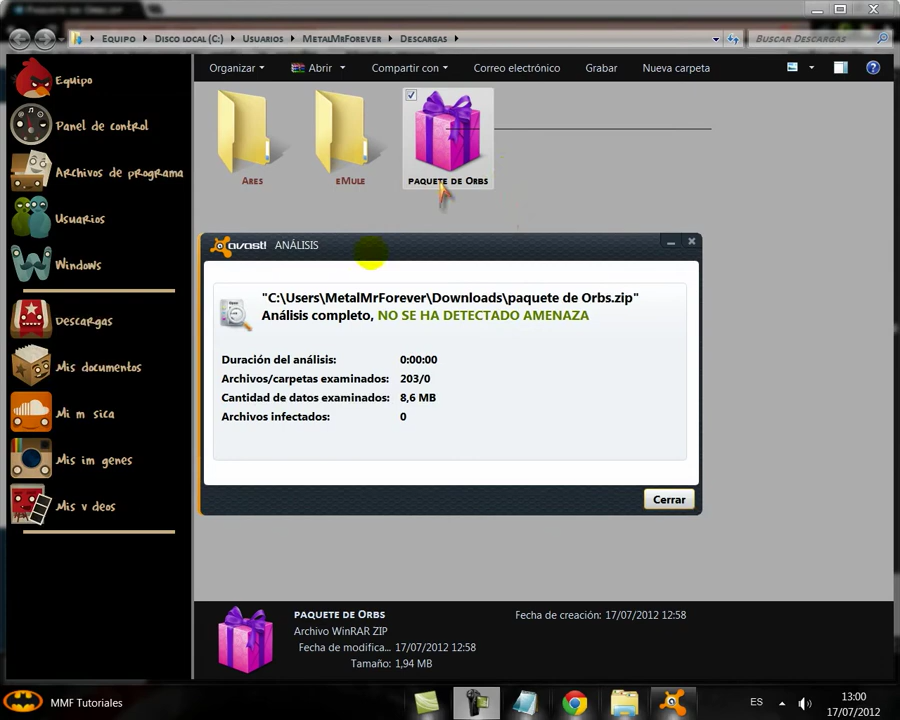 Equipo ▸ Disco local (C:) ▸ Usuarios ▸ MetalMrForever ▸ Descargas ▸
Buscar Descargas
Organizar
Abrir
Compartir con
Correo electrónico
Grabar
Nueva carpeta
Equipo
Panel de control
Archivos de programa
Usuarios
Windows
Descargas
Mis documentos
Mi m sica
Mis im genes
Mis v deos
Ares
eMule
paquete de Orbs
avast! ANÁLISIS
"C:\Users\MetalMrForever\Downloads\paquete de Orbs.zip"
Análisis completo, NO SE HA DETECTADO AMENAZA
Duración del análisis: 0:00:00
Archivos/carpetas examinados: 203/0
Cantidad de datos examinados: 8,6 MB
Archivos infectados: 0
Cerrar
paquete de Orbs
Archivo WinRAR ZIP
Fecha de modifica... 17/07/2012 12:58
Tamaño: 1,94 MB
Fecha de creación: 17/07/2012 12:58
MMF Tutoriales
ES
13:00
17/07/2012